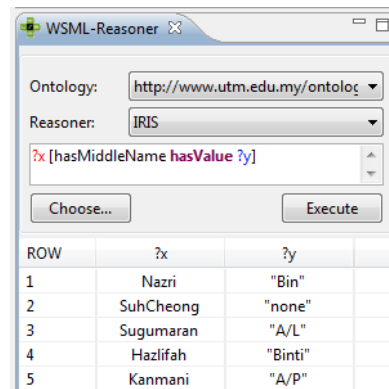 WSML-Reasoner
Ontology: http://www.utm.edu.my/ontolog
Reasoner: IRIS
?x [hasMiddleName hasValue ?y]
Choose... Execute
ROW ?x ?y
1 Nazri "Bin"
2 SuhCheong "none"
3 Sugumaran "A/L"
4 Hazlifah "Binti"
5 Kanmani "A/P"